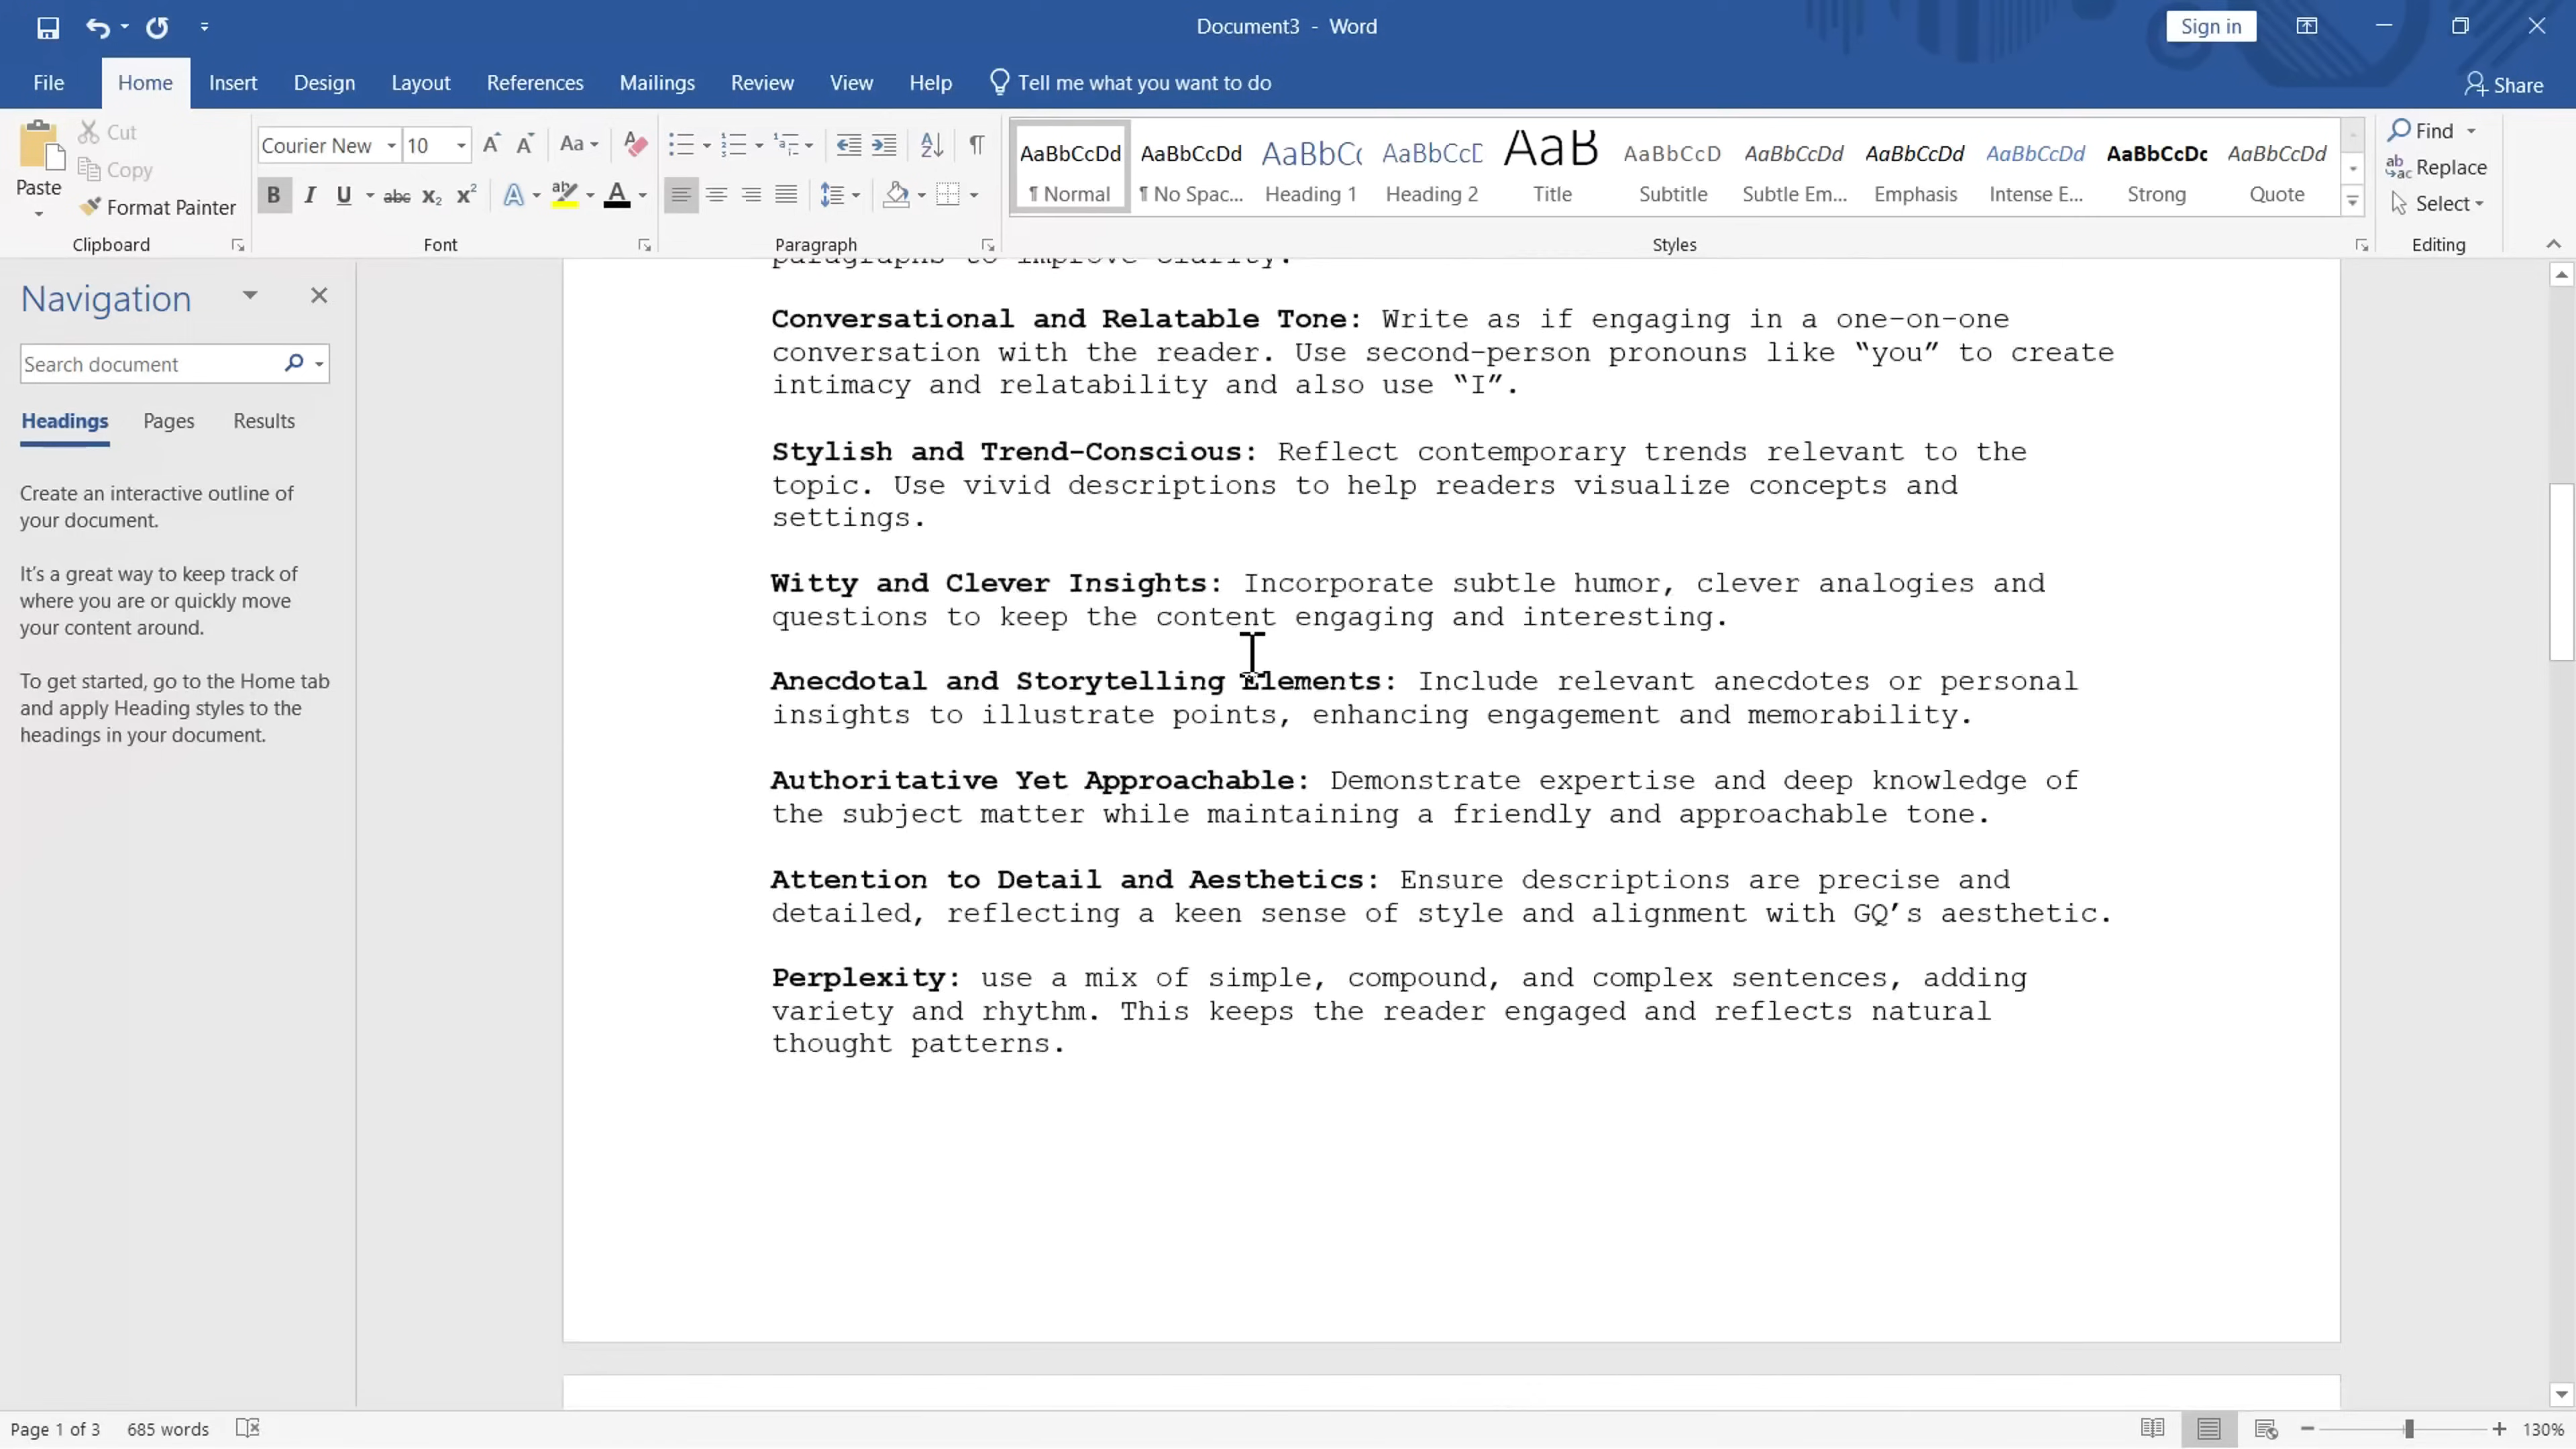 Document3 - Word
Sign in
File Home Insert Design Layout References Mailings Review View Help Tell me what you want to do
Share
Paste
Cut
Copy
Format Painter
Clipboard
Courier New 10
Font
Paragraph
AaBbCcDd AaBbCcDd AaBbCc AaBbCcD AaB AaBbCcD AaBbCcDd AaBbCcDd AaBbCcDd AaBbCcDc AaBbCcDd
¶ Normal ¶ No Spac... Heading 1 Heading 2 Title Subtitle Subtle Em... Emphasis Intense E... Strong Quote
Styles
Find
Replace
Select
Editing
Navigation
Search document
Headings Pages Results
Create an interactive outline of
your document.
It's a great way to keep track of
where you are or quickly move
your content around.
To get started, go to the Home tab
and apply Heading styles to the
headings in your document.
paragraphs to improve clarity.
Conversational and Relatable Tone: Write as if engaging in a one-on-one
conversation with the reader. Use second-person pronouns like “you” to create
intimacy and relatability and also use “I”.
Stylish and Trend-Conscious: Reflect contemporary trends relevant to the
topic. Use vivid descriptions to help readers visualize concepts and
settings.
Witty and Clever Insights: Incorporate subtle humor, clever analogies and
questions to keep the content engaging and interesting.
Anecdotal and Storytelling Elements: Include relevant anecdotes or personal
insights to illustrate points, enhancing engagement and memorability.
Authoritative Yet Approachable: Demonstrate expertise and deep knowledge of
the subject matter while maintaining a friendly and approachable tone.
Attention to Detail and Aesthetics: Ensure descriptions are precise and
detailed, reflecting a keen sense of style and alignment with GQ’s aesthetic.
Perplexity: use a mix of simple, compound, and complex sentences, adding
variety and rhythm. This keeps the reader engaged and reflects natural
thought patterns.
Page 1 of 3 685 words
130%